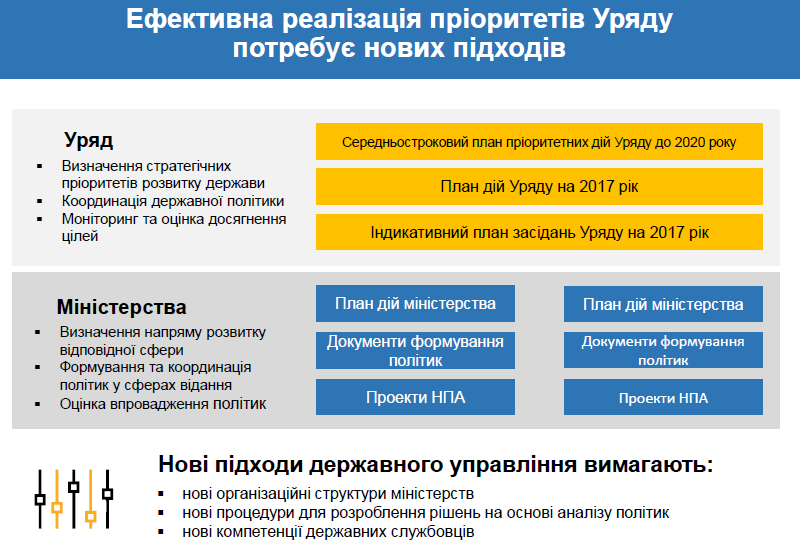 Ефективна реалізація пріоритетів Уряду
потребує нових підходів
Уряд
▪ Визначення стратегічних
пріоритетів розвитку держави
▪ Координація державної політики
▪ Моніторинг та оцінка досягнення
цілей
Середньостроковий план пріоритетних дій Уряду до 2020 року
План дій Уряду на 2017 рік
Індикативний план засідань Уряду на 2017 рік
Міністерства
▪ Визначення напряму розвитку
відповідної сфери
▪ Формування та координація
політик у сферах відання
▪ Оцінка впровадження політик
План дій міністерства
Документи формування
політик
Проекти НПА
План дій міністерства
Документи формування
політик
Проекти НПА
Нові підходи державного управління вимагають:
▪ нові організаційні структури міністерств
▪ нові процедури для розроблення рішень на основі аналізу політик
▪ нові компетенції державних службовців